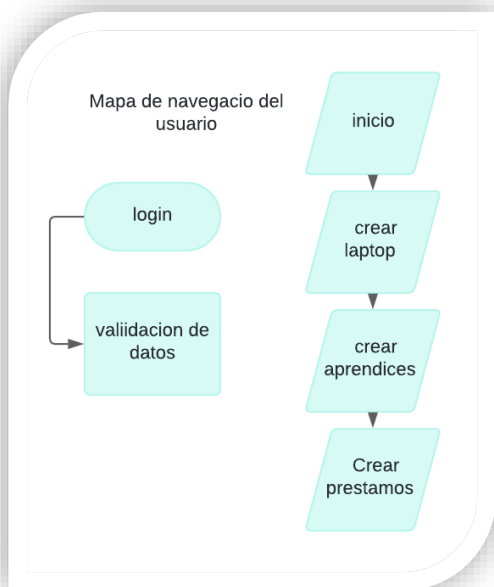 Mapa de navegacio del
usuario
login
valiidacion de
datos
inicio
crear
laptop
crear
aprendices
Crear
prestamos